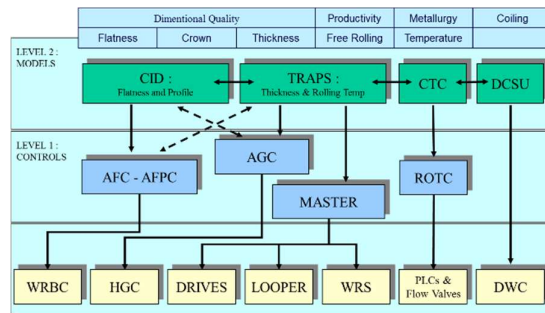 Dimentional Quality
Productivity
Metallurgy
Coiling
Flatness
Crown
Thickness
Free Rolling
Temperature
LEVEL 2 :
MODELS
CID :
Flatness and Profile
TRAPS :
Thickness & Rolling Temp
CTC
DCSU
LEVEL 1 :
CONTROLS
AFC - AFPC
AGC
MASTER
ROTC
WRBC
HGC
DRIVES
LOOPER
WRS
PLCs &
Flow Valves
DWC